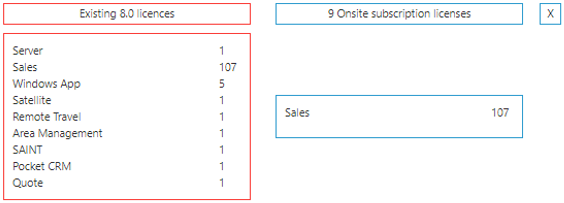 Existing 8.0 licences
9 Onsite subscription licenses
X
Server 1
Sales 107
Windows App 5
Satellite 1
Remote Travel 1
Area Management 1
SAINT 1
Pocket CRM 1
Quote 1
Sales 107